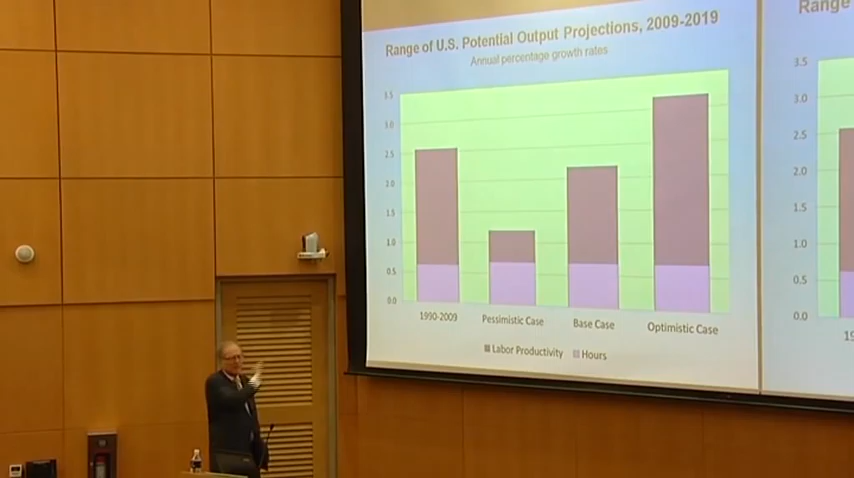 Range of U.S. Potential Output Projections, 2009-2019
Annual percentage growth rates
3.5
3.0
2.5
2.0
1.5
1.0
0.5
0.0
1990-2009
Pessimistic Case
Base Case
Optimistic Case
Labor Productivity
Hours
Range
3.5
3.0
2.5
2.0
1.5
1.0
0.5
0.0
19